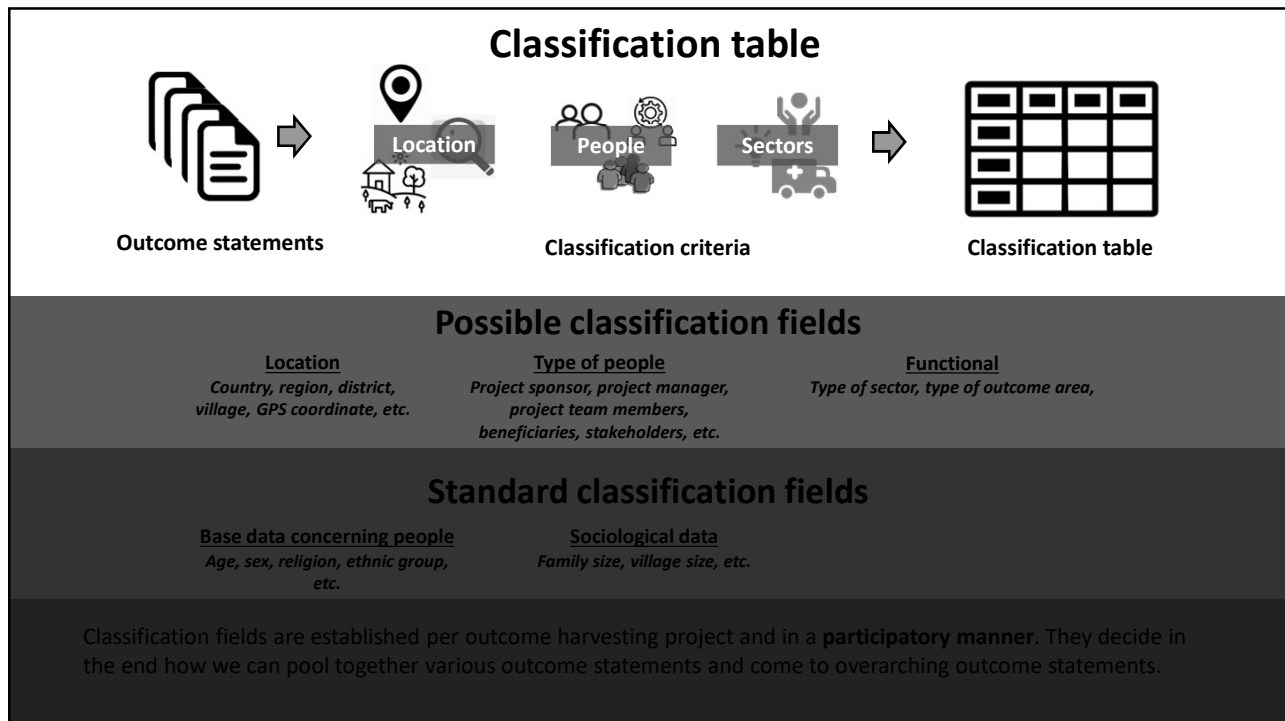 Classification table
Location
People
Sectors
Outcome statements
Classification criteria
Classification table
Possible classification fields
Location
Country, region, district,
village, GPS coordinate, etc.
Type of people
Project sponsor, project manager,
project team members,
beneficiaries, stakeholders, etc.
Functional
Type of sector, type of outcome area,
Standard classification fields
Base data concerning people
Age, sex, religion, ethnic group,
etc.
Sociological data
Family size, village size, etc.
Classification fields are established per outcome harvesting project and in a participatory manner. They decide in
the end how we can pool together various outcome statements and come to overarching outcome statements.